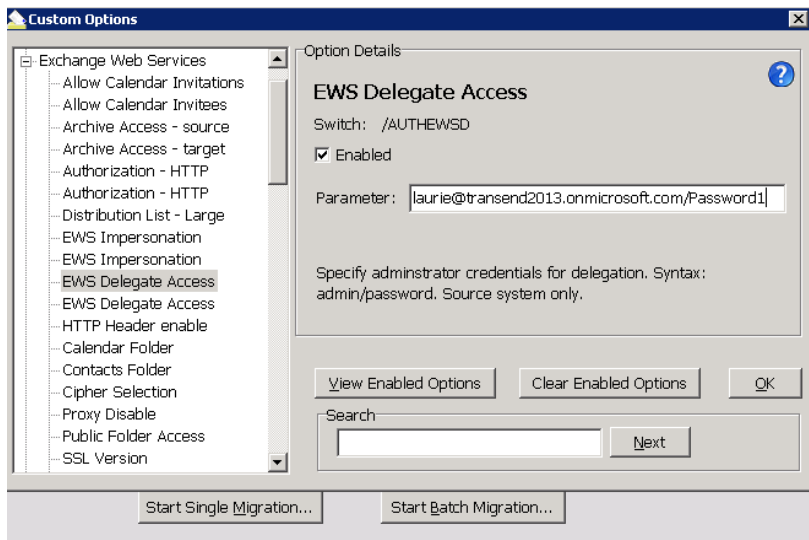 Custom Options
Exchange Web Services
Allow Calendar Invitations
Allow Calendar Invitees
Archive Access - source
Archive Access - target
Authorization - HTTP
Authorization - HTTP
Distribution List - Large
EWS Impersonation
EWS Impersonation
EWS Delegate Access
EWS Delegate Access
HTTP Header enable
Calendar Folder
Contacts Folder
Cipher Selection
Proxy Disable
Public Folder Access
SSL Version
Option Details
?
EWS Delegate Access
Switch: /AUTHEWSD
Enabled
Parameter: laurie@transend2013.onmicrosoft.com/Password1
Specify adminstrator credentials for delegation. Syntax:
admin/password. Source system only.
View Enabled Options Clear Enabled Options OK
Search
Next
Start Single Migration... Start Batch Migration...